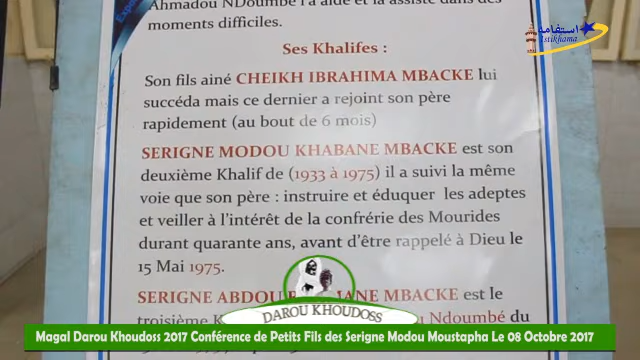 Ahmadou NDoumbé l'a aidé et la assisté dans des
moments difficiles.
استقامة
Istikhama
Ses Khalifes :
Son fils ainé CHEIKH IBRAHIMA MBACKE lui
succéda mais ce dernier a rejoint son père
rapidement (au bout de 6 mois)
SERIGNE MODOU KHABANE MBACKE est son
deuxième Khalif de (1933 à 1975) il a suivi la même
voie que son père : instruire et éduquer les adeptes
et veiller à l'intérêt de la confrérie des Mourides
durant quarante ans, avant d'être rappelé à Dieu le
15 Mai 1975.
SERIGNE ABDOU MBACKE est le
troisième Ndoumbé du
DAROU KHOUDOSS
Magal Darou Khoudoss 2017 Conférence de Petits Fils des Serigne Modou Moustapha Le 08 Octobre 2017